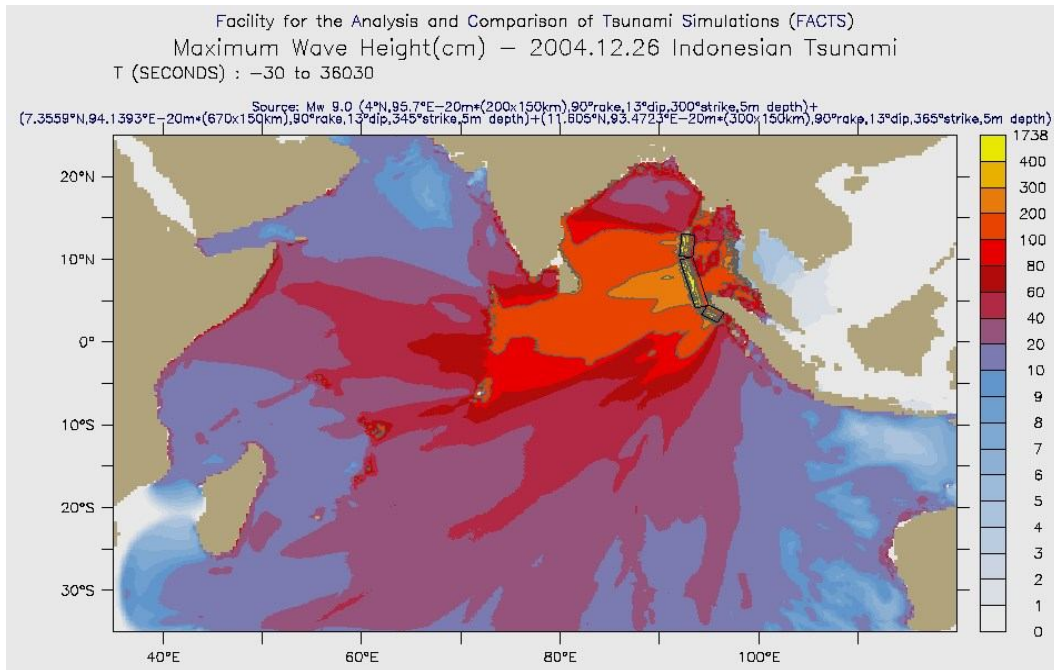 Facility for the Analysis and Comparison of Tsunami Simulations (FACTS)
Maximum Wave Height(cm) – 2004.12.26 Indonesian Tsunami
T (SECONDS) : –30 to 36030
Source: Mw 9.0 (4°N,95.7°E–20m*(200x150km),90°rake,13°dip,300°strike,5m depth)+
(7.3559°N,94.1393°E–20m*(670x150km),90°rake,13°dip,345°strike,5m depth)+(11.605°N,93.4723°E–20m*(300x150km),90°rake,13°dip,365°strike,5m depth)
1738
400
300
200
100
80
60
40
20
10
9
8
7
6
5
4
3
2
1
0
20°N
10°N
0°
10°S
20°S
30°S
40°E
60°E
80°E
100°E